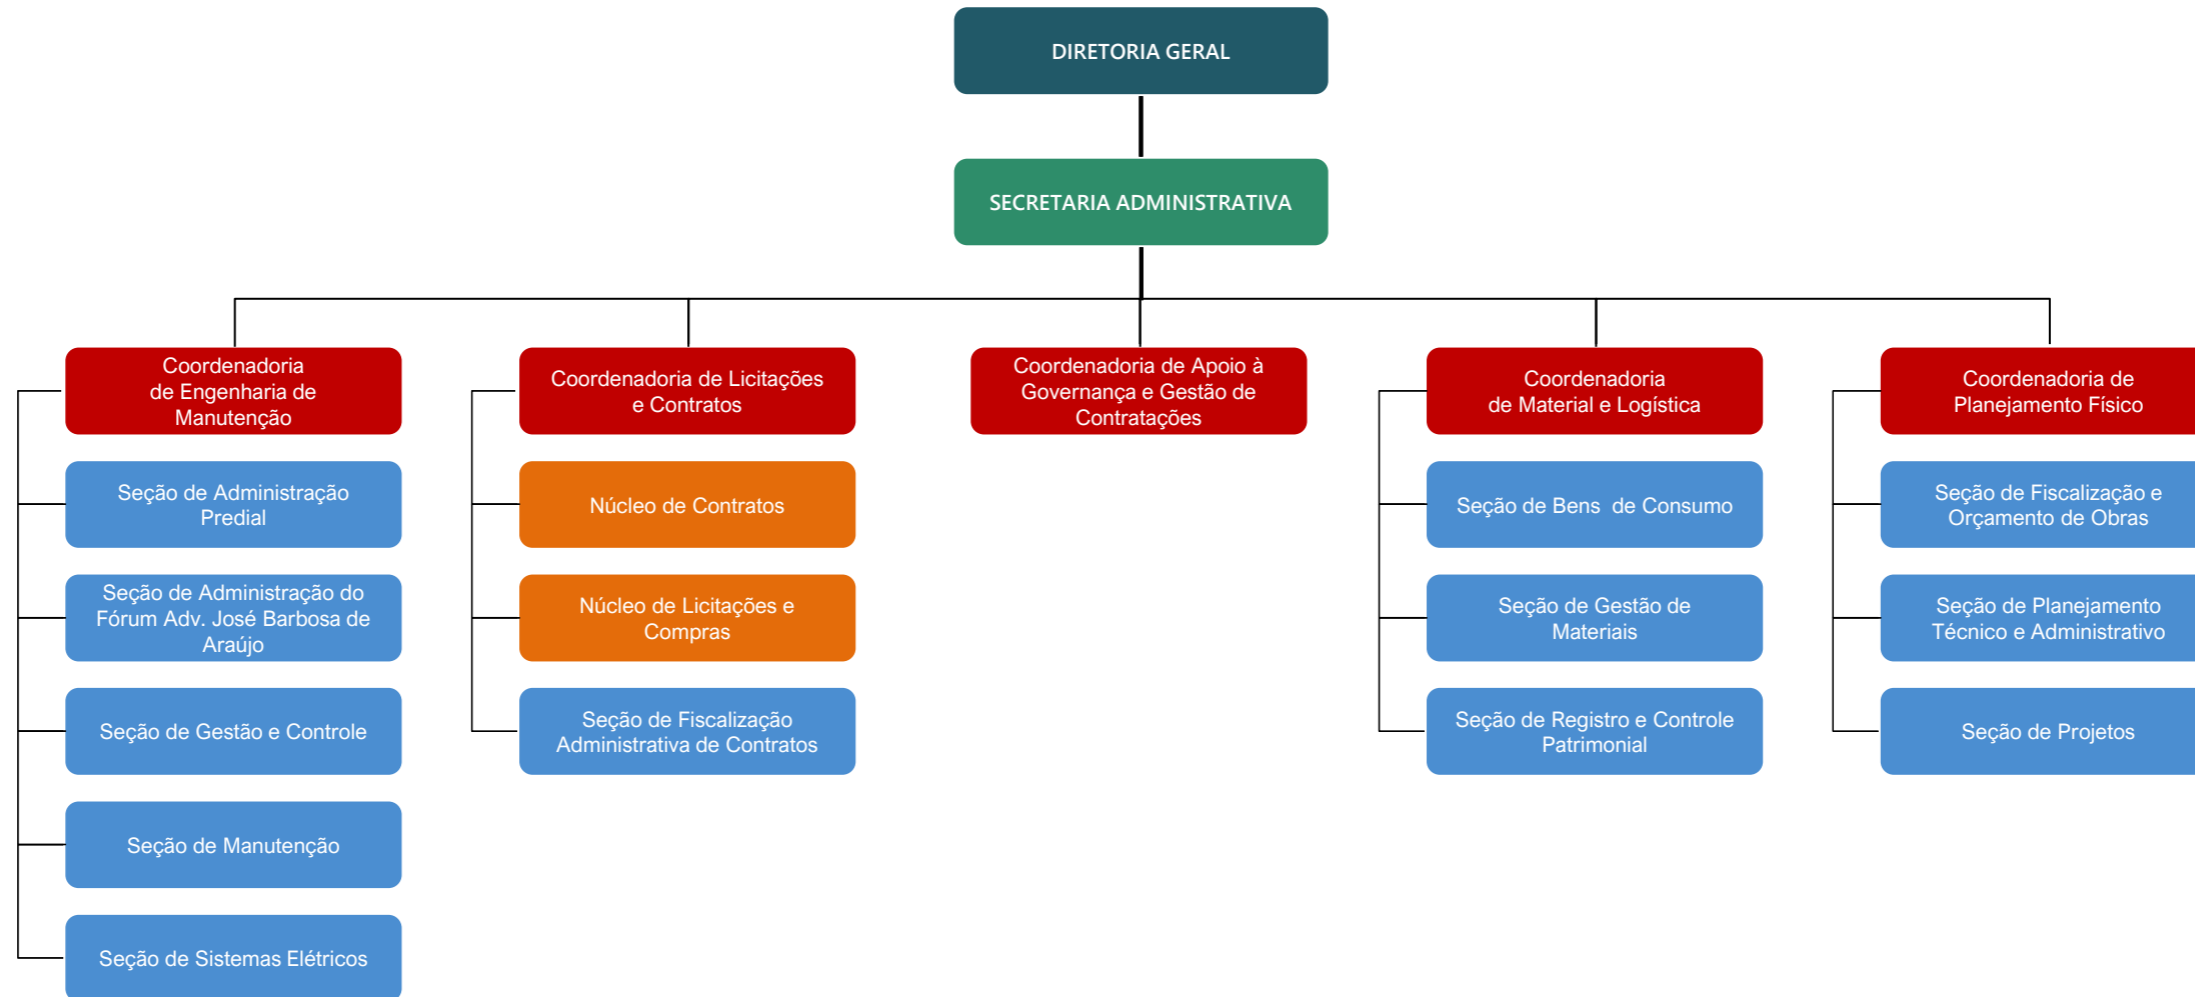 DIRETORIA GERAL
SECRETARIA ADMINISTRATIVA
Coordenadoria
de Engenharia de
Manutenção
Seção de Administração
Predial
Seção de Administração do
Fórum Adv. José Barbosa de
Araújo
Seção de Gestão e Controle
Seção de Manutenção
Seção de Sistemas Elétricos
Coordenadoria de Licitações
e Contratos
Núcleo de Contratos
Núcleo de Licitações e
Compras
Seção de Fiscalização
Administrativa de Contratos
Coordenadoria de Apoio à
Governança e Gestão de
Contratações
Coordenadoria
de Material e Logística
Seção de Bens  de Consumo
Seção de Gestão de
Materiais
Seção de Registro e Controle
Patrimonial
Coordenadoria de
Planejamento Físico
Seção de Fiscalização e
Orçamento de Obras
Seção de Planejamento
Técnico e Administrativo
Seção de Projetos